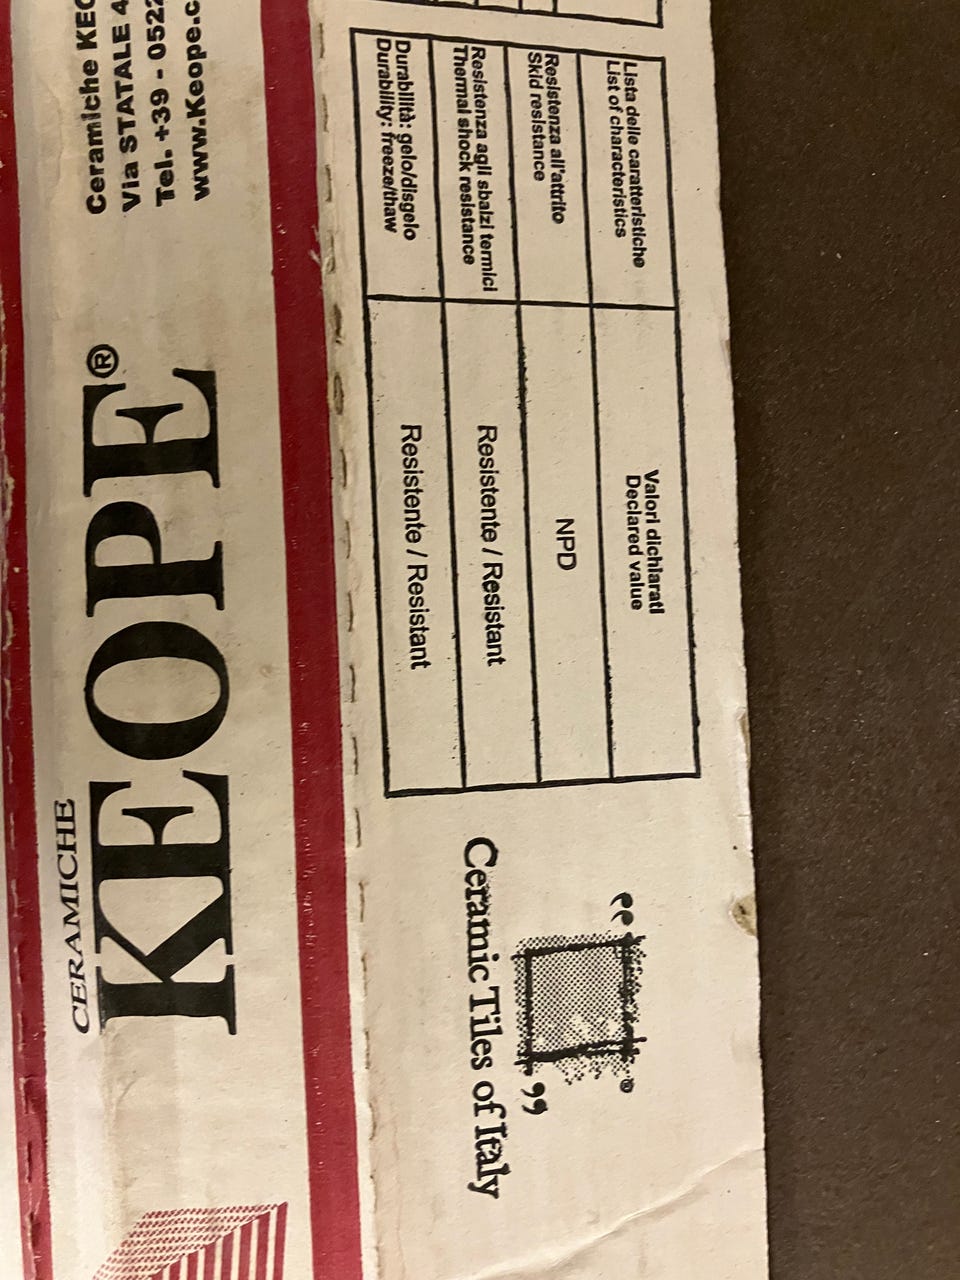 Lista delle caratteristiche
List of characteristics
Valori dichiarati
Declared value
Resistenza all'attrito
Skid resistance
NPD
Resistenza agli sbalzi termici
Thermal shock resistance
Resistente / Resistant
Durabilità: gelo/disgelo
Durability: freeze/thaw
Resistente / Resistant
Ceramic Tiles of Italy
CERAMICHE
KEOPE®
Ceramiche KEO
Via STATALE 4
Tel. +39 - 0522
www.Keope.c